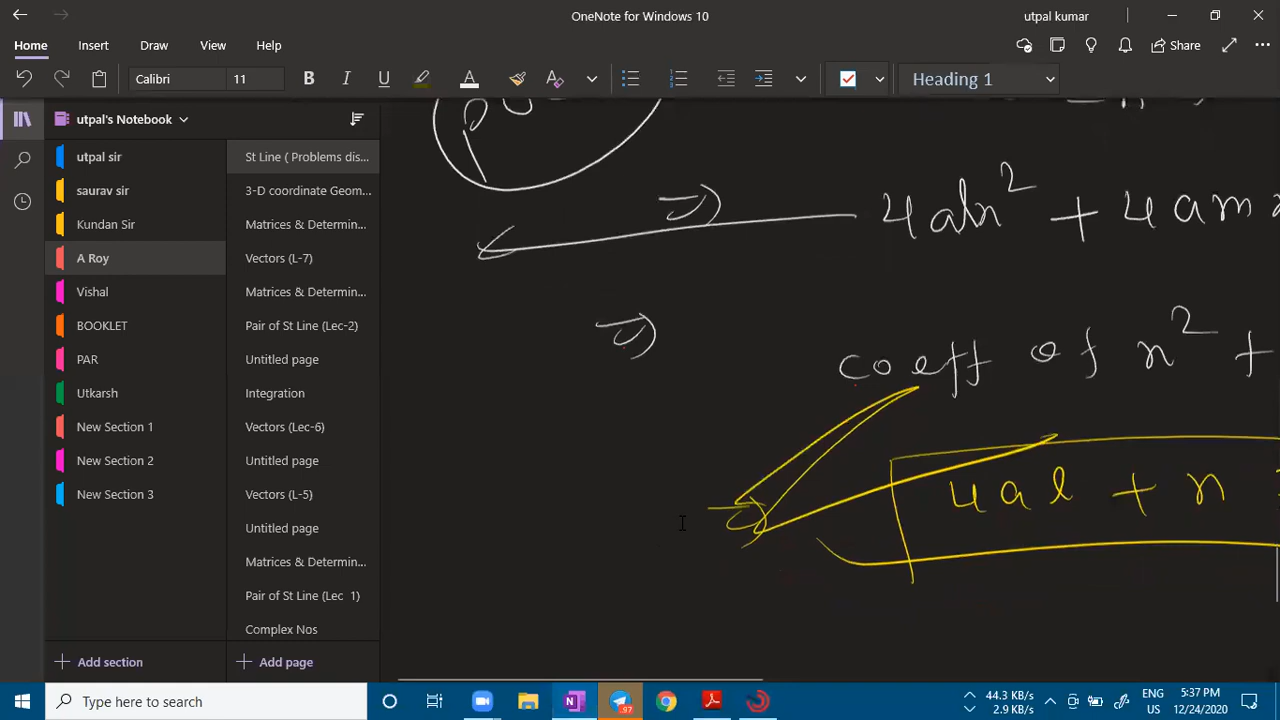 OneNote for Windows 10
utpal kumar
Home Insert Draw View Help
Share
Calibri 11 B I U A Heading 1
utpal's Notebook
utpal sir
saurav sir
Kundan Sir
A Roy
Vishal
BOOKLET
PAR
Utkarsh
New Section 1
New Section 2
New Section 3
Add section
St Line ( Problems dis...
3-D coordinate Geom...
Matrices & Determin...
Vectors (L-7)
Matrices & Determin...
Pair of St Line (Lec-2)
Untitled page
Integration
Vectors (Lec-6)
Untitled page
Vectors (L-5)
Untitled page
Matrices & Determin...
Pair of St Line (Lec 1)
Complex Nos
Add page
⇒ 4alx² + 4am
⇒ coeff of x² +
⇒ 4al + n
Type here to search
97
44.3 KB/s
2.9 KB/s
ENG
US
5:37 PM
12/24/2020